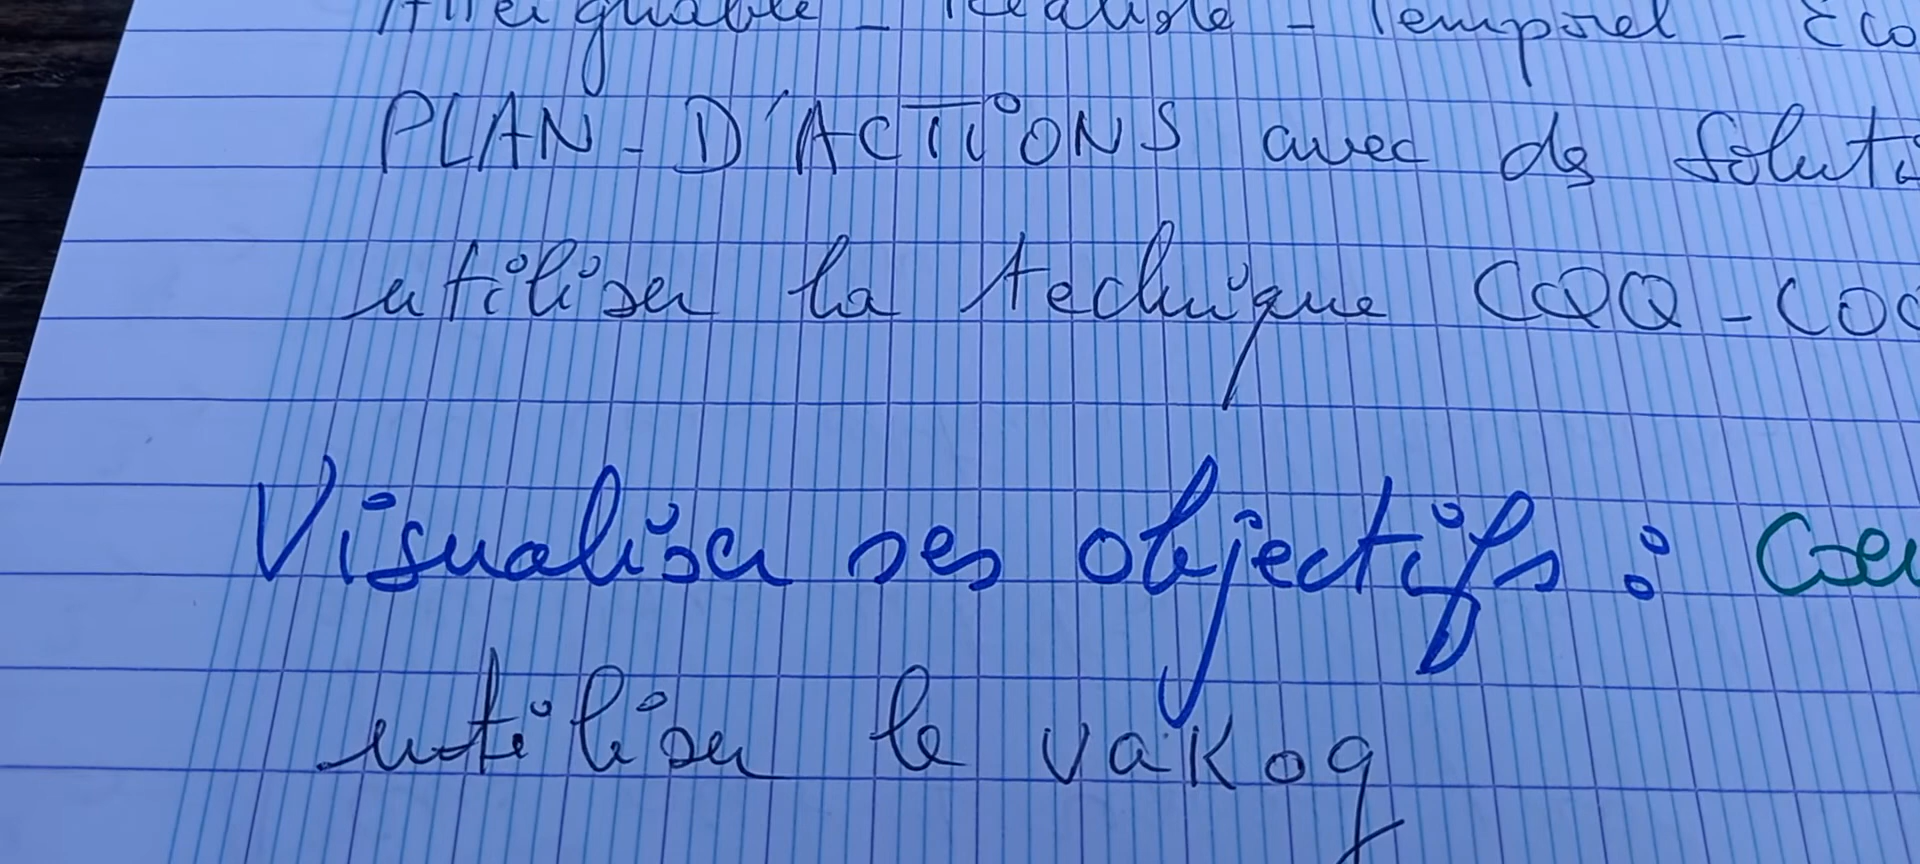 Atteignable - Réaliste - Temporel - Éco
PLAN-D'ACTIONS avec des soluti
utiliser la technique CQQ-COQ
Visualiser ses objectifs :
utiliser le vakog